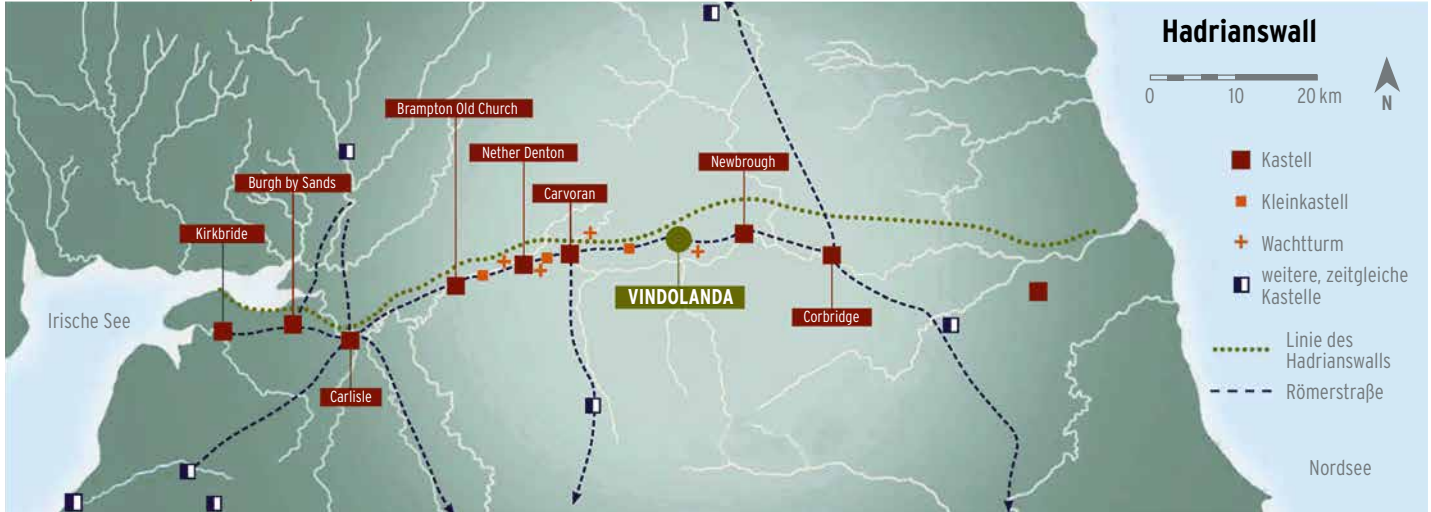 Hadrianswall
0 10 20 km
N
Kastell
Kleinkastell
Wachtturm
weitere, zeitgleiche
Kastelle
Linie des
Hadrianswalls
Römerstraße
Nordsee
Irische See
Kirkbride
Burgh by Sands
Carlisle
Brampton Old Church
Nether Denton
Carvoran
VINDOLANDA
Newbrough
Corbridge